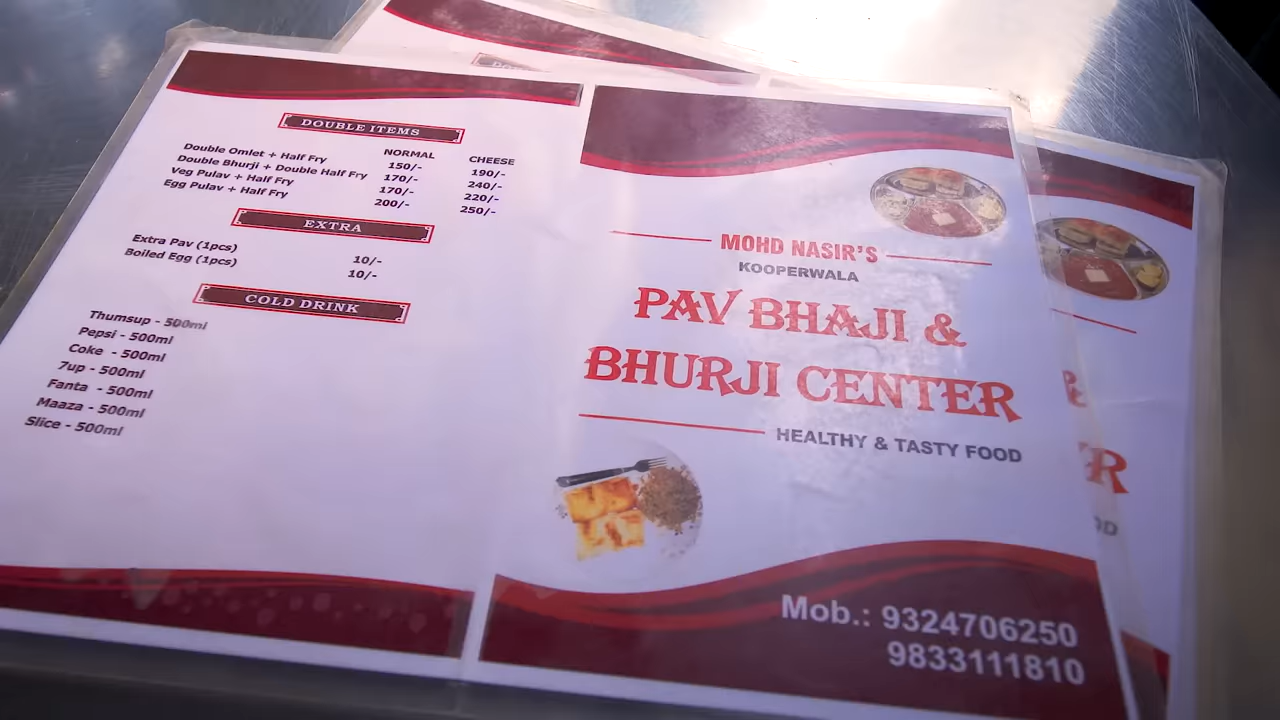 DOUBLE ITEMS
NORMAL CHEESE
Double Omlet + Half Fry 150/- 190/-
Double Bhurji + Double Half Fry 170/- 240/-
Veg Pulav + Half Fry 170/- 220/-
Egg Pulav + Half Fry 200/- 250/-
EXTRA
Extra Pav (1pcs) 10/-
Boiled Egg (1pcs) 10/-
COLD DRINK
Thumsup - 500ml
Pepsi - 500ml
Coke - 500ml
7up - 500ml
Fanta - 500ml
Maaza - 500ml
Slice - 500ml
MOHD NASIR'S
KOOPERWALA
PAV BHAJI &
BHURJI CENTER
HEALTHY & TASTY FOOD
Mob.: 9324706250
9833111810